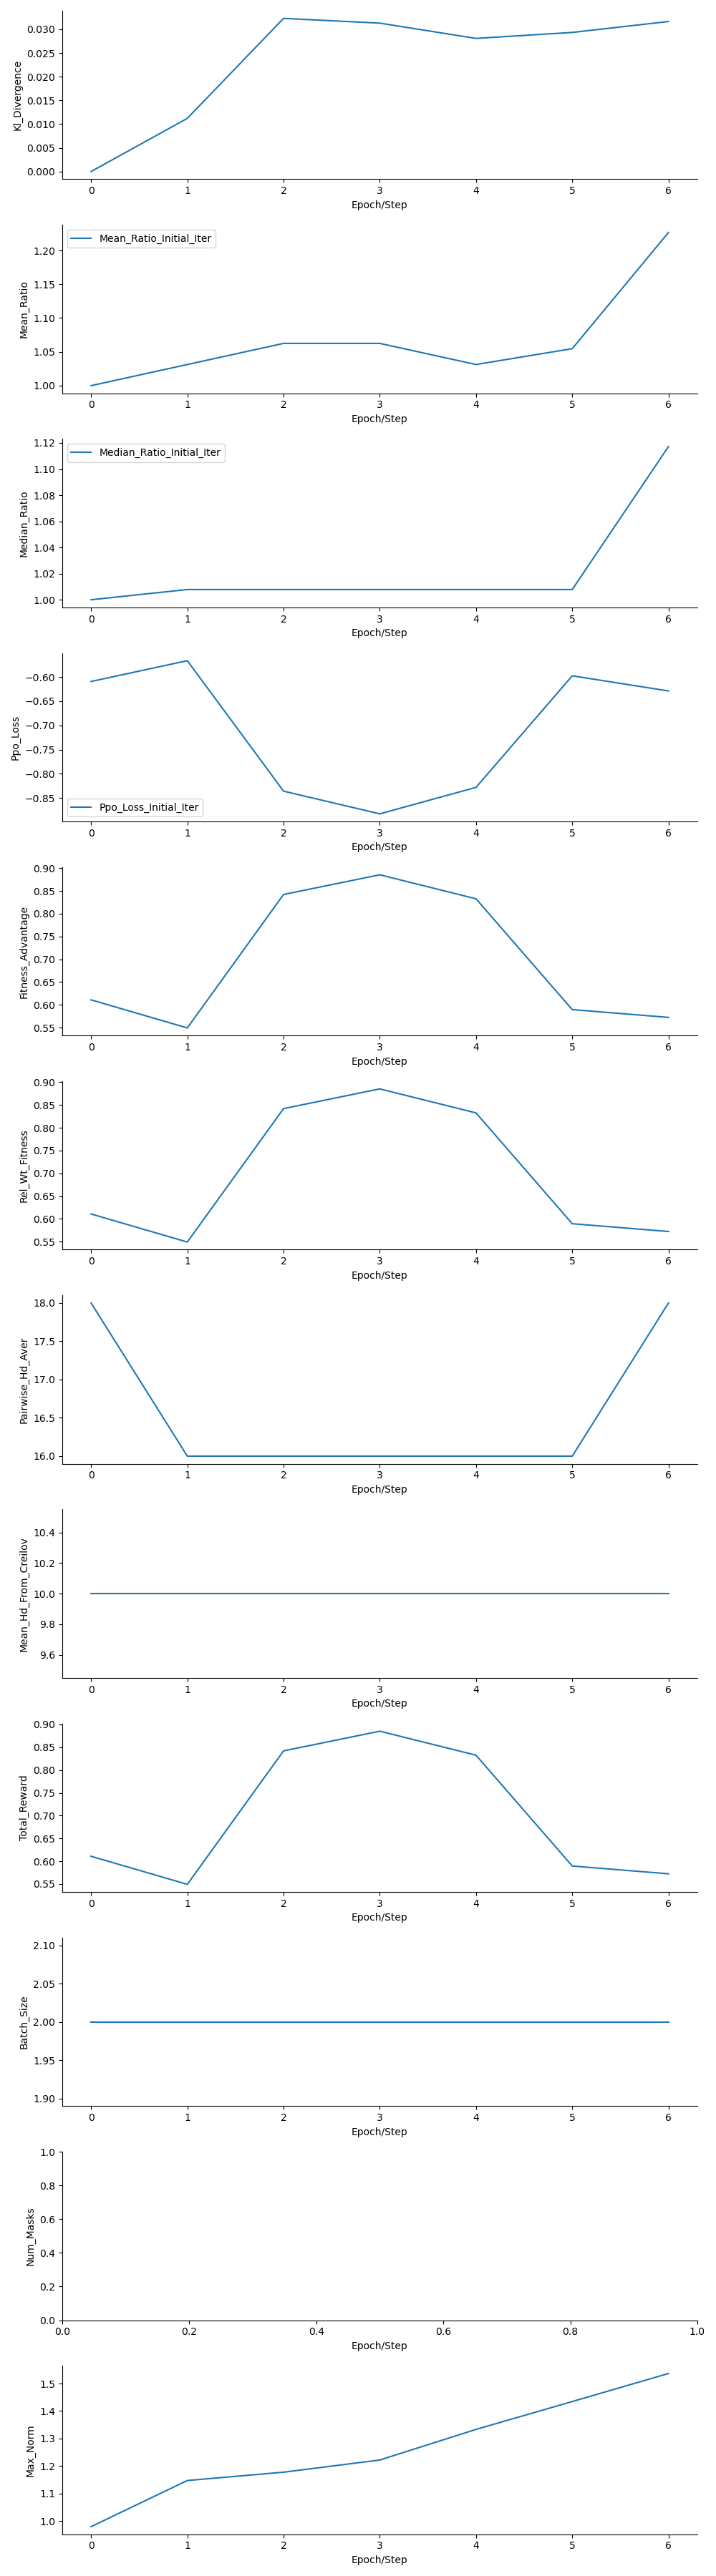 0.030
0.025
0.020
0.015
0.010
0.005
0.000
Kl_Divergence
0 1 2 3 4 5 6
Epoch/Step
Mean_Ratio_Initial_Iter
1.20
1.15
1.10
1.05
1.00
Mean_Ratio
0 1 2 3 4 5 6
Epoch/Step
Median_Ratio_Initial_Iter
1.12
1.10
1.08
1.06
1.04
1.02
1.00
Median_Ratio
0 1 2 3 4 5 6
Epoch/Step
−0.60
−0.65
−0.70
−0.75
−0.80
−0.85
Ppo_Loss
Ppo_Loss_Initial_Iter
0 1 2 3 4 5 6
Epoch/Step
0.90
0.85
0.80
0.75
0.70
0.65
0.60
0.55
Fitness_Advantage
0 1 2 3 4 5 6
Epoch/Step
0.90
0.85
0.80
0.75
0.70
0.65
0.60
0.55
Rel_Wt_Fitness
0 1 2 3 4 5 6
Epoch/Step
18.0
17.5
17.0
16.5
16.0
Pairwise_Hd_Aver
0 1 2 3 4 5 6
Epoch/Step
10.4
10.2
10.0
9.8
9.6
Mean_Hd_From_Creilov
0 1 2 3 4 5 6
Epoch/Step
0.90
0.85
0.80
0.75
0.70
0.65
0.60
0.55
Total_Reward
0 1 2 3 4 5 6
Epoch/Step
2.10
2.05
2.00
1.95
1.90
Batch_Size
0 1 2 3 4 5 6
Epoch/Step
1.0
0.8
0.6
0.4
0.2
0.0
Num_Masks
0.0 0.2 0.4 0.6 0.8 1.0
Epoch/Step
1.5
1.4
1.3
1.2
1.1
1.0
Max_Norm
0 1 2 3 4 5 6
Epoch/Step